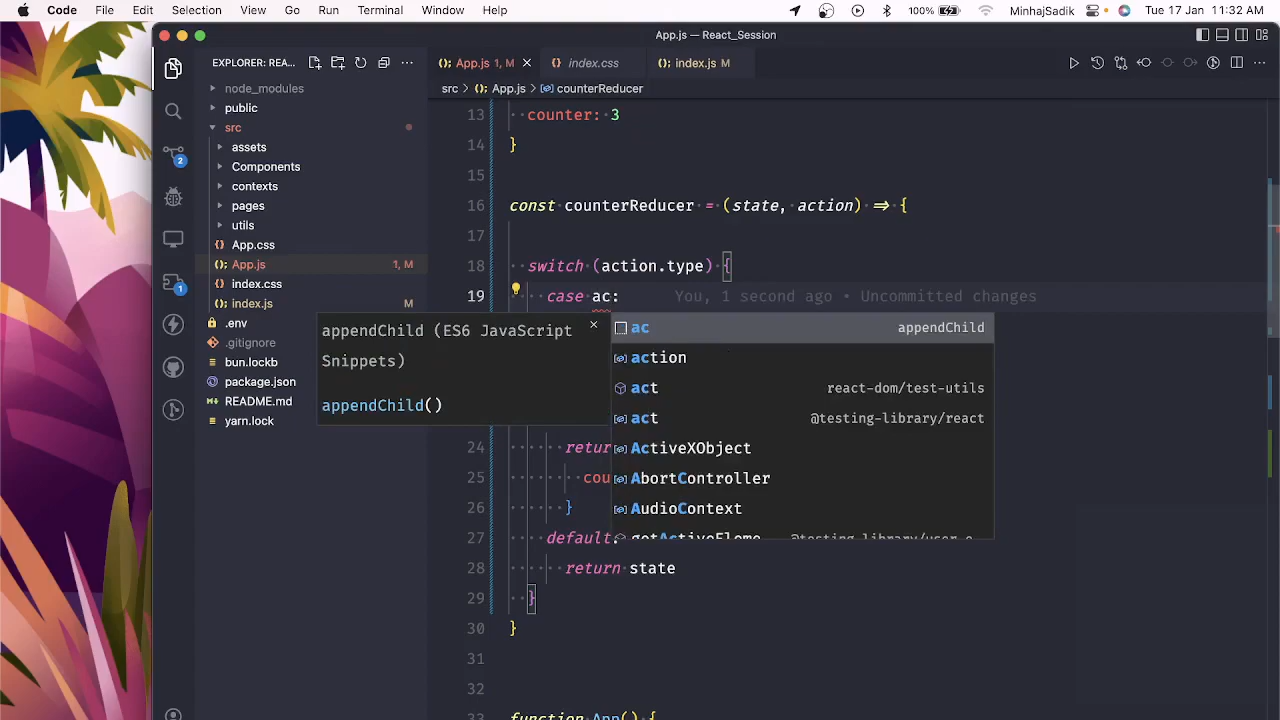 Code File Edit Selection View Go Run Terminal Window Help 100% MinhajSadik Tue 17 Jan 11:32 AM
App.js — React_Session
EXPLORER: REA...
App.js 1, M
index.css
index.js M
src > App.js > counterReducer
node_modules
public
src
assets
Components
contexts
pages
utils
App.css
App.js 1, M
index.css
index.js M
.env
.gitignore
bun.lockb
package.json
README.md
yarn.lock
2
1
13 counter: 3
14 }
15
16 const counterReducer = (state, action) => {
17
18 switch (action.type) {
19 case ac: You, 1 second ago • Uncommitted changes
appendChild (ES6 JavaScript
Snippets)
appendChild()
ac appendChild
action
act react-dom/test-utils
act @testing-library/react
ActiveXObject
AbortController
AudioContext
24 retur
25 cou
26 }
27 default:
28 return state
29 }
30 }
31
32
33 function App() {